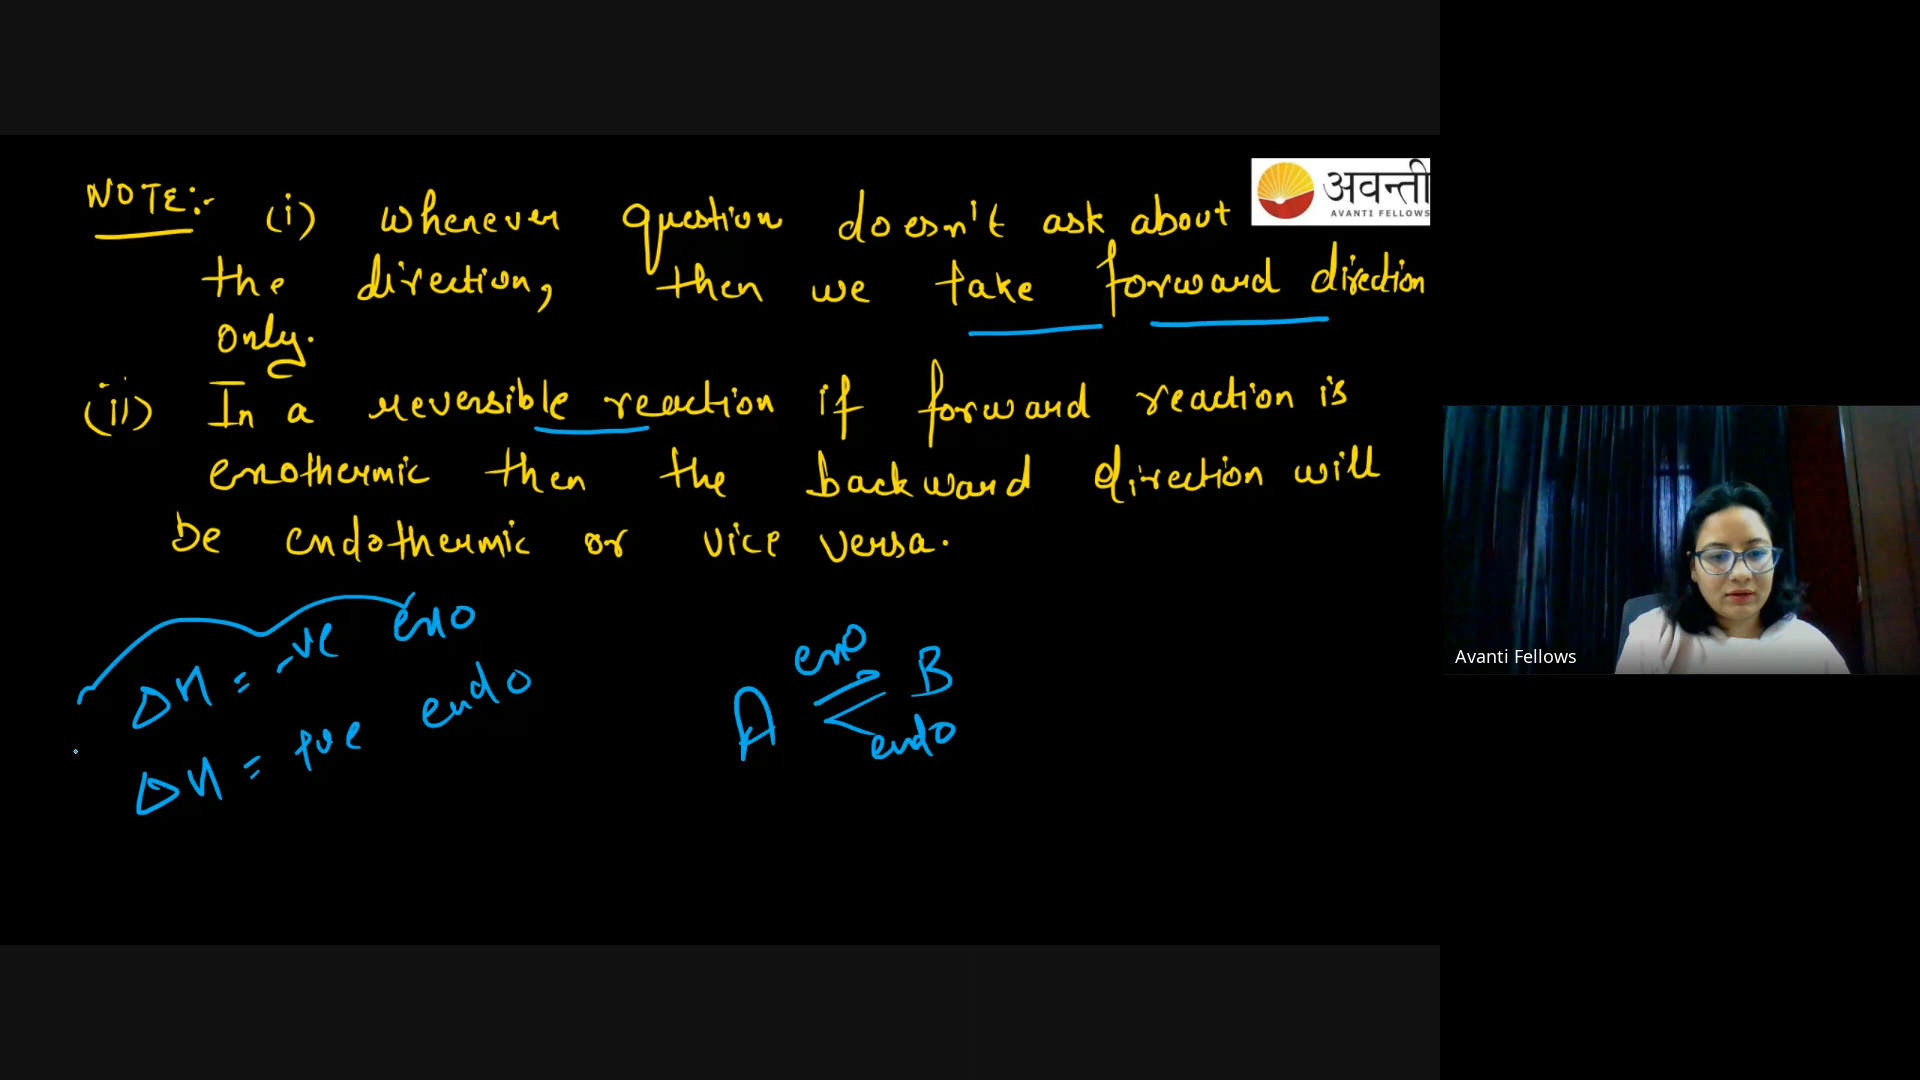 NOTE:- (i) whenever question doesn't ask about
the direction, then we take forward direction
only.
(ii) In a reversible reaction if forward reaction is
exothermic then the backward direction will
be endothermic or vice versa.
ΔH = -ve exo
ΔH = +ve endo
exo
A ⇌ B
endo
अवन्ती
AVANTI FELLOWS
Avanti Fellows